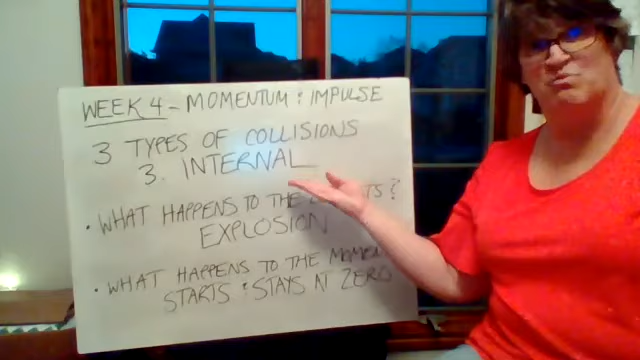 WEEK 4 - MOMENTUM & IMPULSE
3 TYPES OF COLLISIONS
3. INTERNAL
• WHAT HAPPENS TO THE ?
EXPLOSION
• WHAT HAPPENS TO THE
STARTS & STAYS AT ZERO